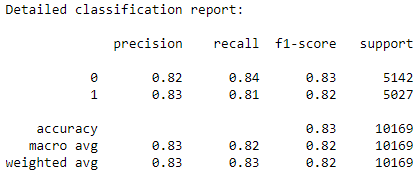 Detailed classification report:
precision recall f1-score support
0 0.82 0.84 0.83 5142
1 0.83 0.81 0.82 5027
accuracy 0.83 10169
macro avg 0.83 0.82 0.82 10169
weighted avg 0.83 0.83 0.82 10169